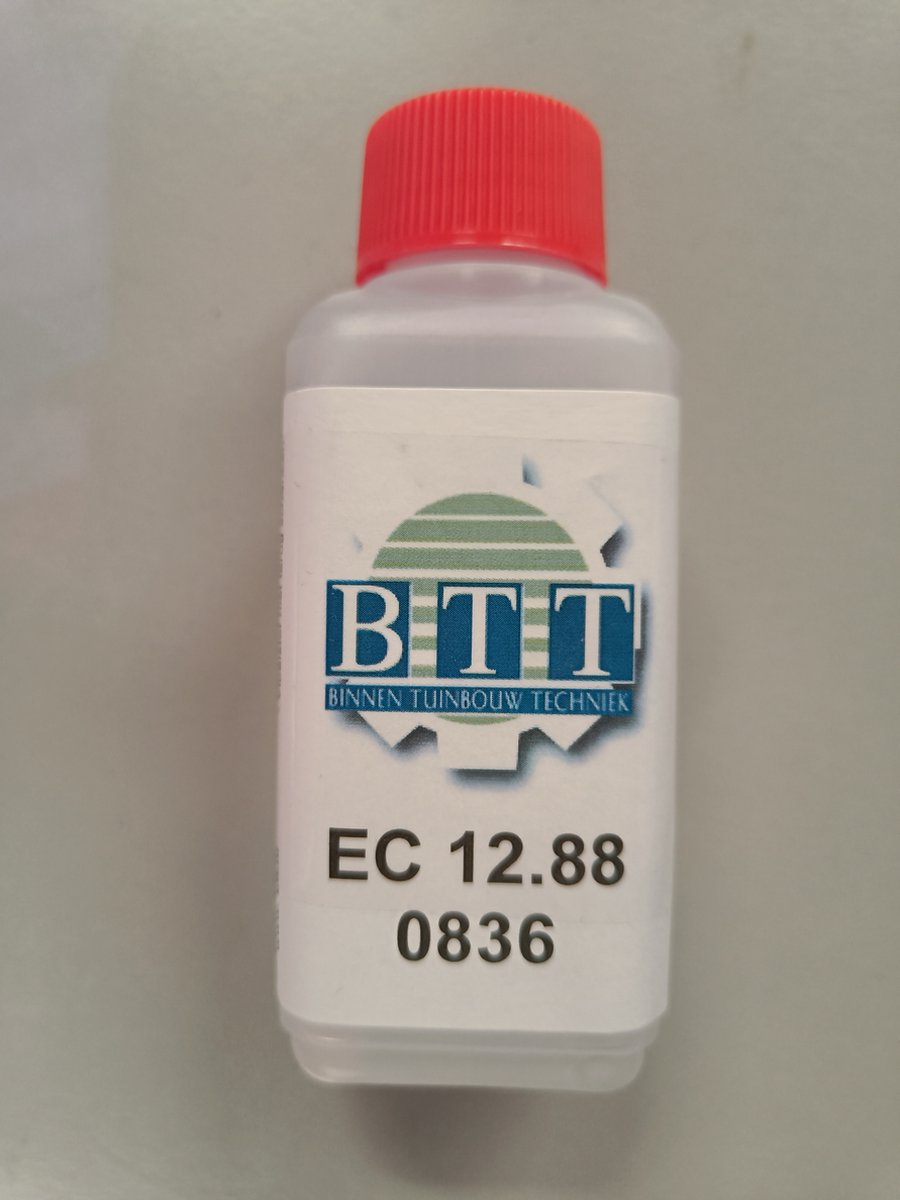 BTT
BINNEN TUINBOUW TECHNIEK
EC 12.88
0836